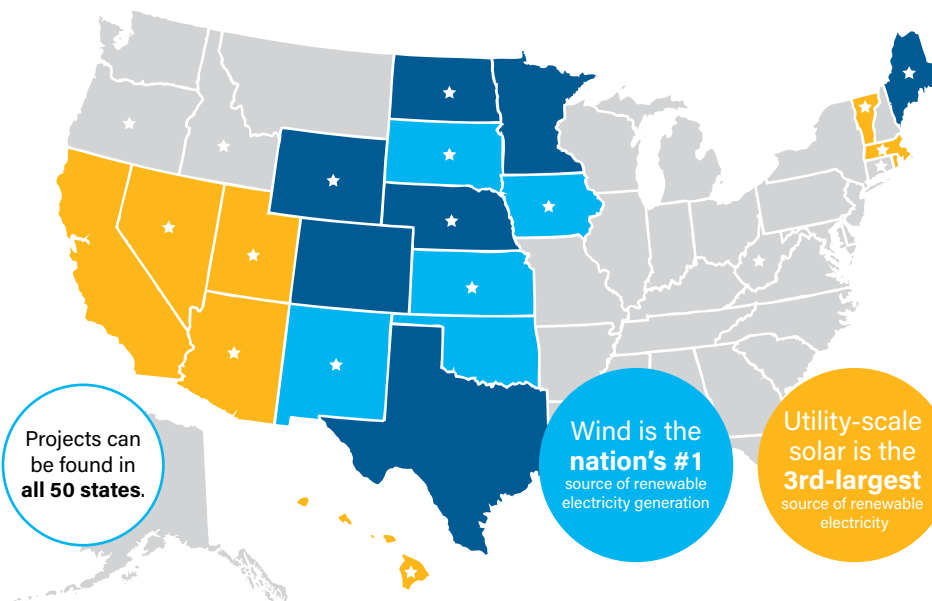 Projects can
be found in
all 50 states.
Wind is the
nation's #1
source of renewable
electricity generation
Utility-scale
solar is the
3rd-largest
source of renewable
electricity